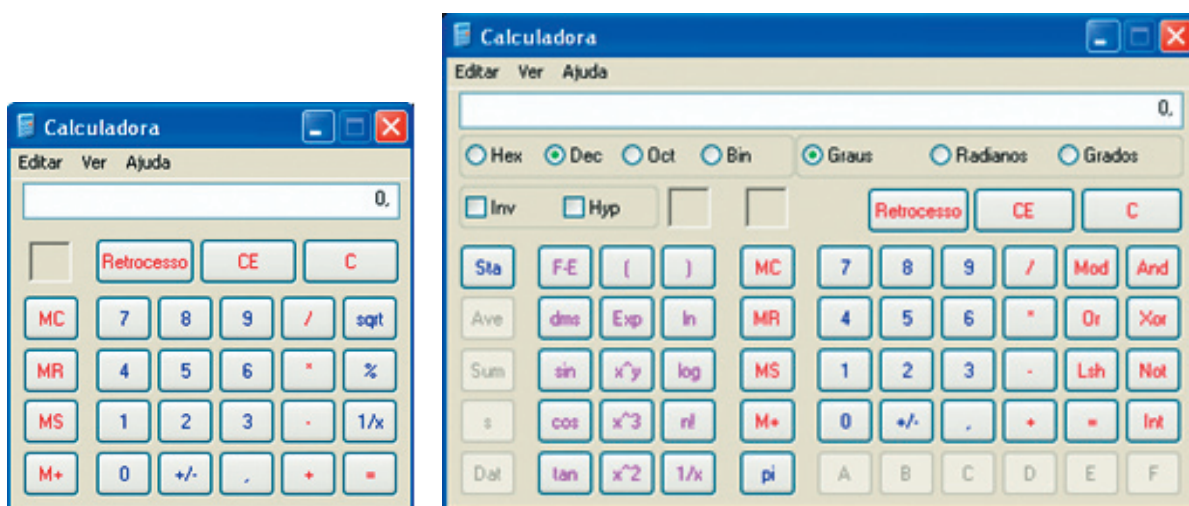 Calculadora
Editar Ver Ajuda
0,
Retrocesso CE C
MC 7 8 9 / sqrt
MR 4 5 6 * %
MS 1 2 3 - 1/x
M+ 0 +/- , + =
Calculadora
Editar Ver Ajuda
0,
Hex Dec Oct Bin Graus Radianos Grados
Inv Hyp Retrocesso CE C
Sta F-E ( ) MC 7 8 9 / Mod And
Ave dms Exp ln MR 4 5 6 * Or Xor
Sum sin x^y log MS 1 2 3 - Lsh Not
s cos x^3 n! M+ 0 +/- , + = Int
Dat tan x^2 1/x pi A B C D E F